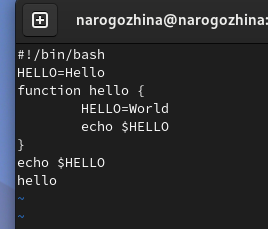 narogozhina@narogozhina:
#!/bin/bash
HELLO=Hello
function hello {
        HELLO=World
        echo $HELLO
}
echo $HELLO
hello
~
~